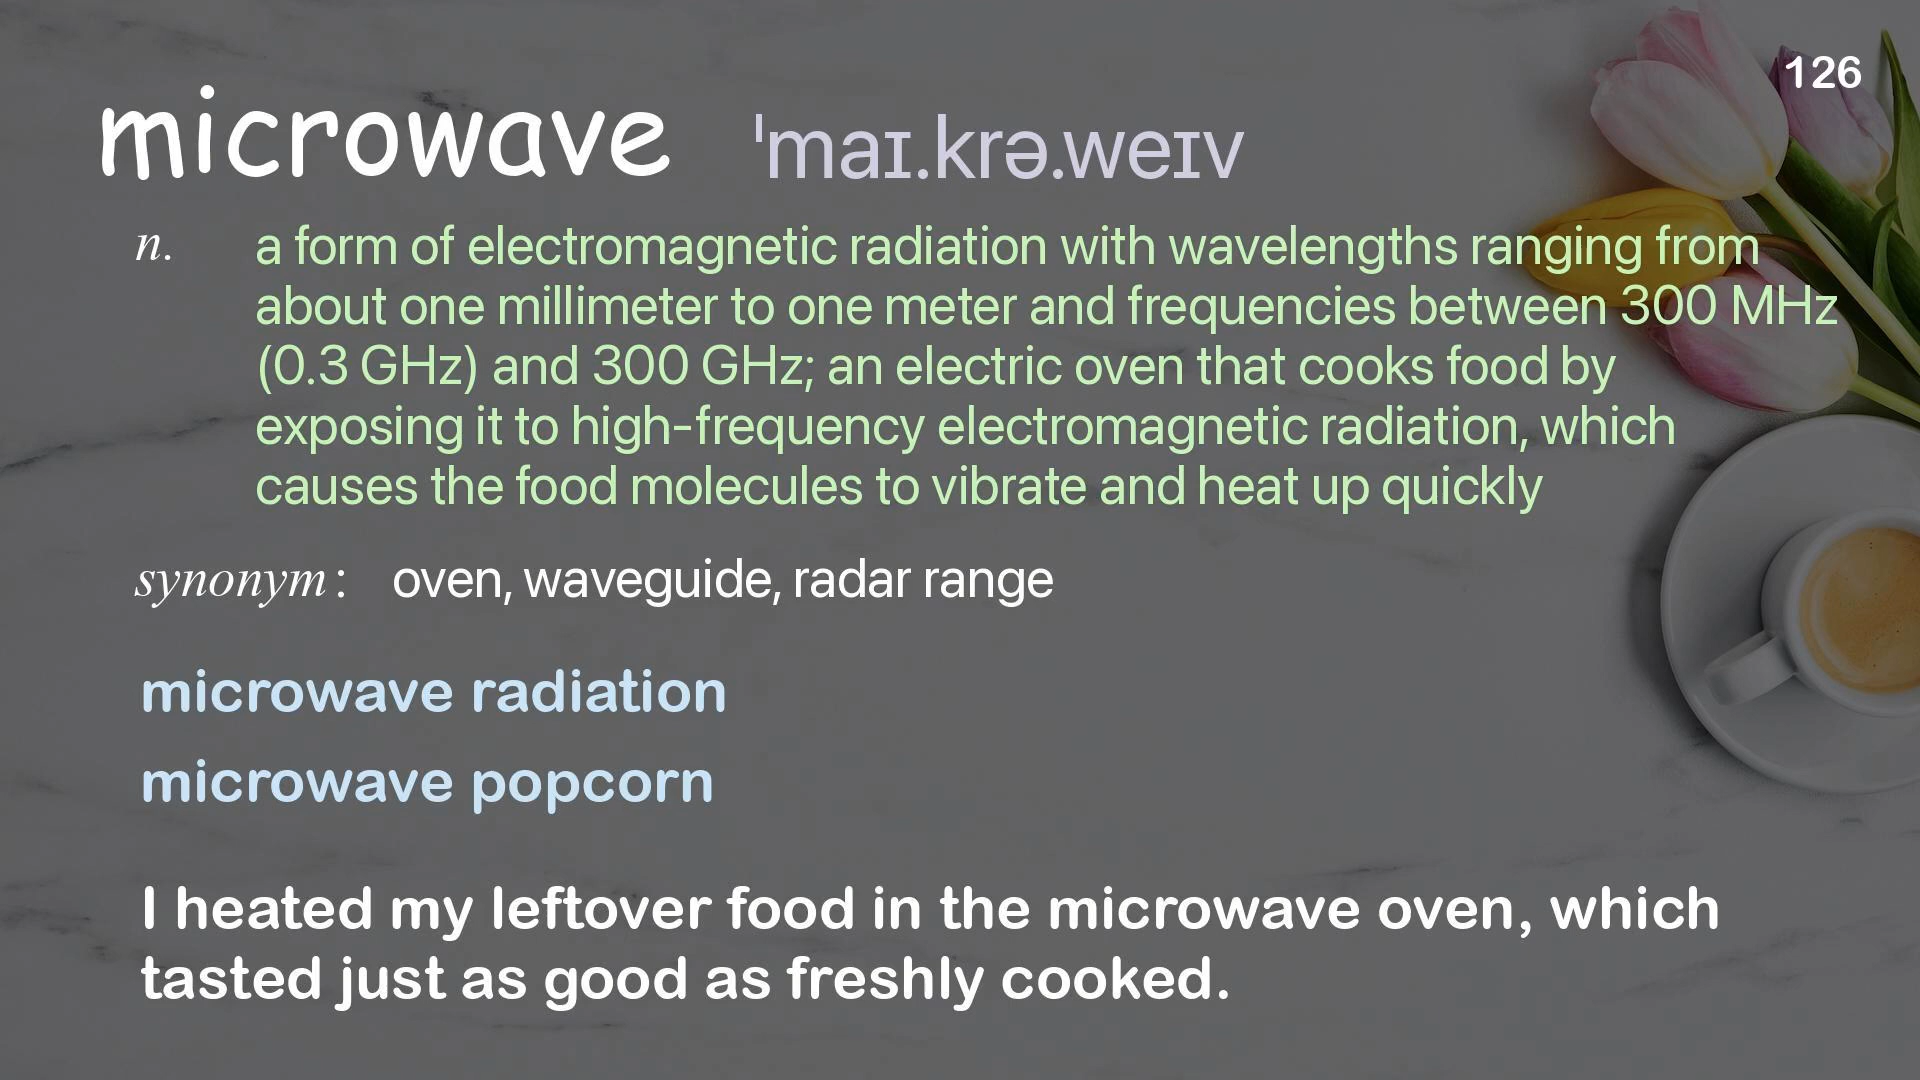 126
microwave ˈmaɪ.krə.weɪv
n. a form of electromagnetic radiation with wavelengths ranging from
about one millimeter to one meter and frequencies between 300 MHz
(0.3 GHz) and 300 GHz; an electric oven that cooks food by
exposing it to high-frequency electromagnetic radiation, which
causes the food molecules to vibrate and heat up quickly
synonym: oven, waveguide, radar range
microwave radiation
microwave popcorn
I heated my leftover food in the microwave oven, which
tasted just as good as freshly cooked.